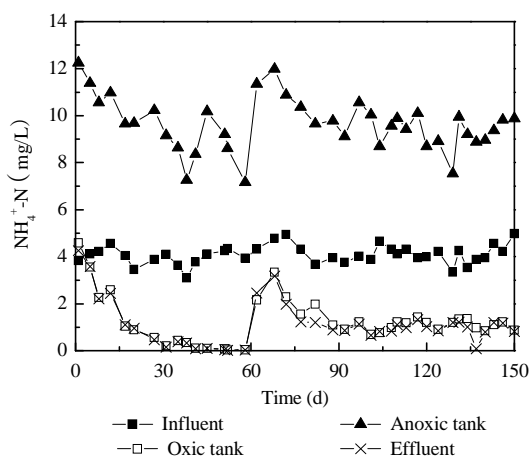 14
12
10
8
6
4
2
0
NH₄⁺-N ( mg/L)
0 30 60 90 120 150
Time (d)
Influent Anoxic tank
Oxic tank Effluent